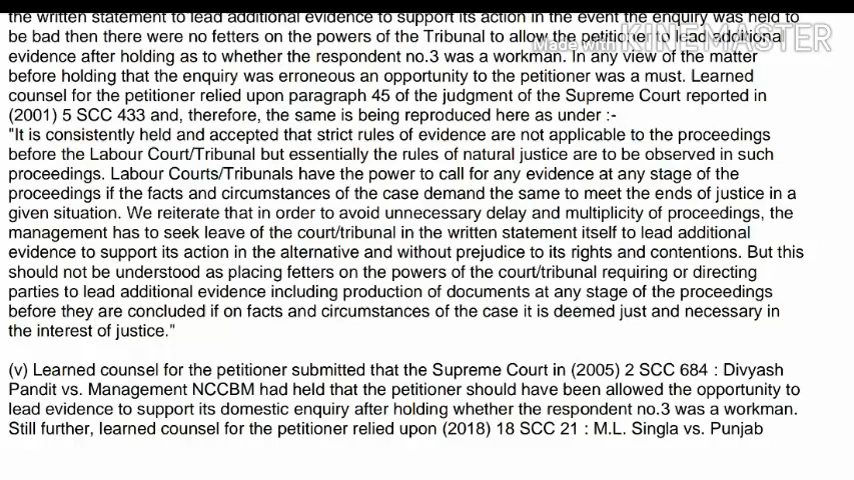 the written statement to lead additional evidence to support its action in the event the enquiry was held to
be bad then there were no fetters on the powers of the Tribunal to allow the petitioner to lead additional
evidence after holding as to whether the respondent no.3 was a workman. In any view of the matter
Made with KINEMASTER
before holding that the enquiry was erroneous an opportunity to the petitioner was a must. Learned
counsel for the petitioner relied upon paragraph 45 of the judgment of the Supreme Court reported in
(2001) 5 SCC 433 and, therefore, the same is being reproduced here as under :-
"It is consistently held and accepted that strict rules of evidence are not applicable to the proceedings
before the Labour Court/Tribunal but essentially the rules of natural justice are to be observed in such
proceedings. Labour Courts/Tribunals have the power to call for any evidence at any stage of the
proceedings if the facts and circumstances of the case demand the same to meet the ends of justice in a
given situation. We reiterate that in order to avoid unnecessary delay and multiplicity of proceedings, the
management has to seek leave of the court/tribunal in the written statement itself to lead additional
evidence to support its action in the alternative and without prejudice to its rights and contentions. But this
should not be understood as placing fetters on the powers of the court/tribunal requiring or directing
parties to lead additional evidence including production of documents at any stage of the proceedings
before they are concluded if on facts and circumstances of the case it is deemed just and necessary in
the interest of justice."
(v) Learned counsel for the petitioner submitted that the Supreme Court in (2005) 2 SCC 684 : Divyash
Pandit vs. Management NCCBM had held that the petitioner should have been allowed the opportunity to
lead evidence to support its domestic enquiry after holding whether the respondent no.3 was a workman.
Still further, learned counsel for the petitioner relied upon (2018) 18 SCC 21 : M.L. Singla vs. Punjab